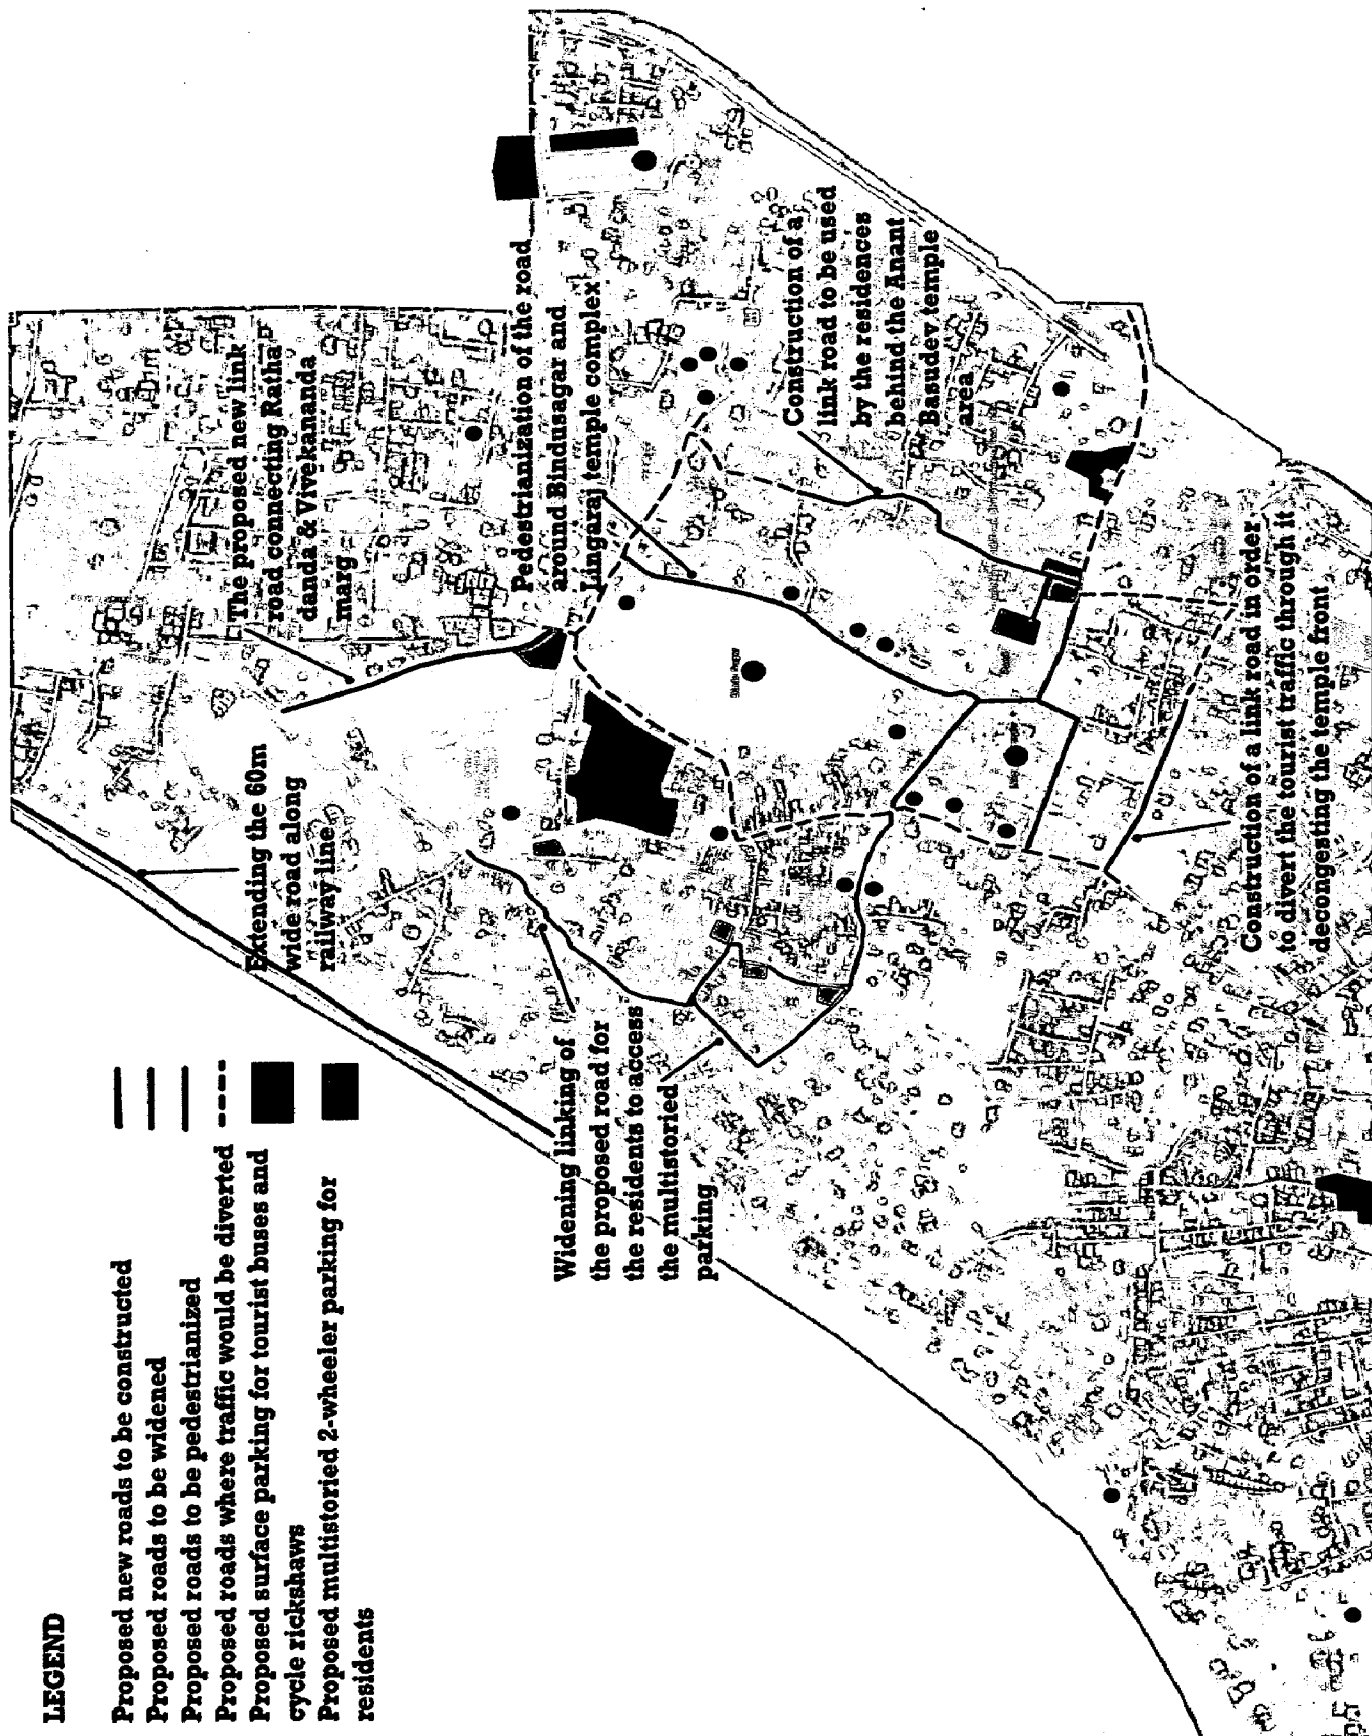 LEGEND
Proposed new roads to be constructed
Proposed roads to be widened
Proposed roads to be pedestrianized
Proposed roads where traffic would be diverted
Proposed surface parking for tourist buses and
cycle rickshaws
Proposed multistoried 2-wheeler parking for
residents
Extending the 60m
wide road along
railway line
The proposed new link
road connecting Ratha
danda & Vivekananda
marg
Widening linking of
the proposed road for
the residents to access
the multistoried
parking
Pedestrianization of the road
around Bindusagar and
Lingaraj temple complex
Construction of a
link road to be used
by the residences
behind the Anant
Basudev temple
area
Construction of a link road in order
to divert the tourist traffic through it
decongesting the temple front